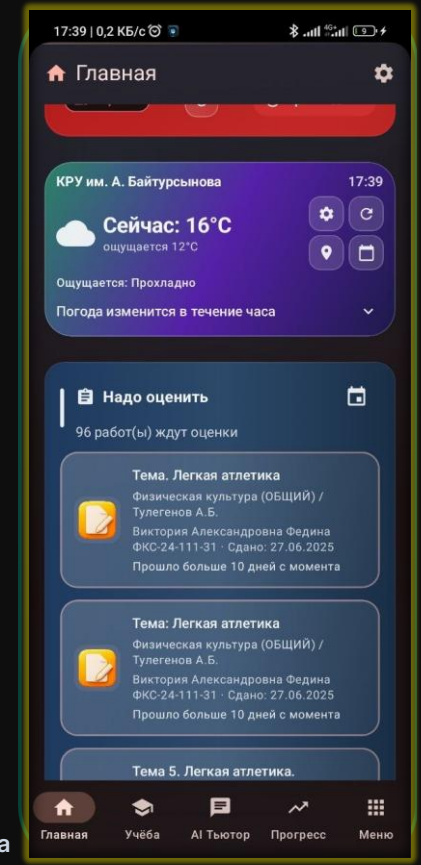 17:39 | 0,2 КБ/с
4G+
9
Главная
КРУ им. А. Байтурсынова
17:39
Сейчас: 16°C
ощущается 12°C
Ощущается: Прохладно
Погода изменится в течение часа
Надо оценить
96 работ(ы) ждут оценки
Тема. Легкая атлетика
Физическая культура (ОБЩИЙ) /
Тулегенов А.Б.
Виктория Александровна Федина
ФКС-24-111-31 · Сдано: 27.06.2025
Прошло больше 10 дней с момента
Тема: Легкая атлетика
Физическая культура (ОБЩИЙ) /
Тулегенов А.Б.
Виктория Александровна Федина
ФКС-24-111-31 · Сдано: 27.06.2025
Прошло больше 10 дней с момента
Тема 5. Легкая атлетика.
а
Главная
Учёба
AI Тьютор
Прогресс
Меню